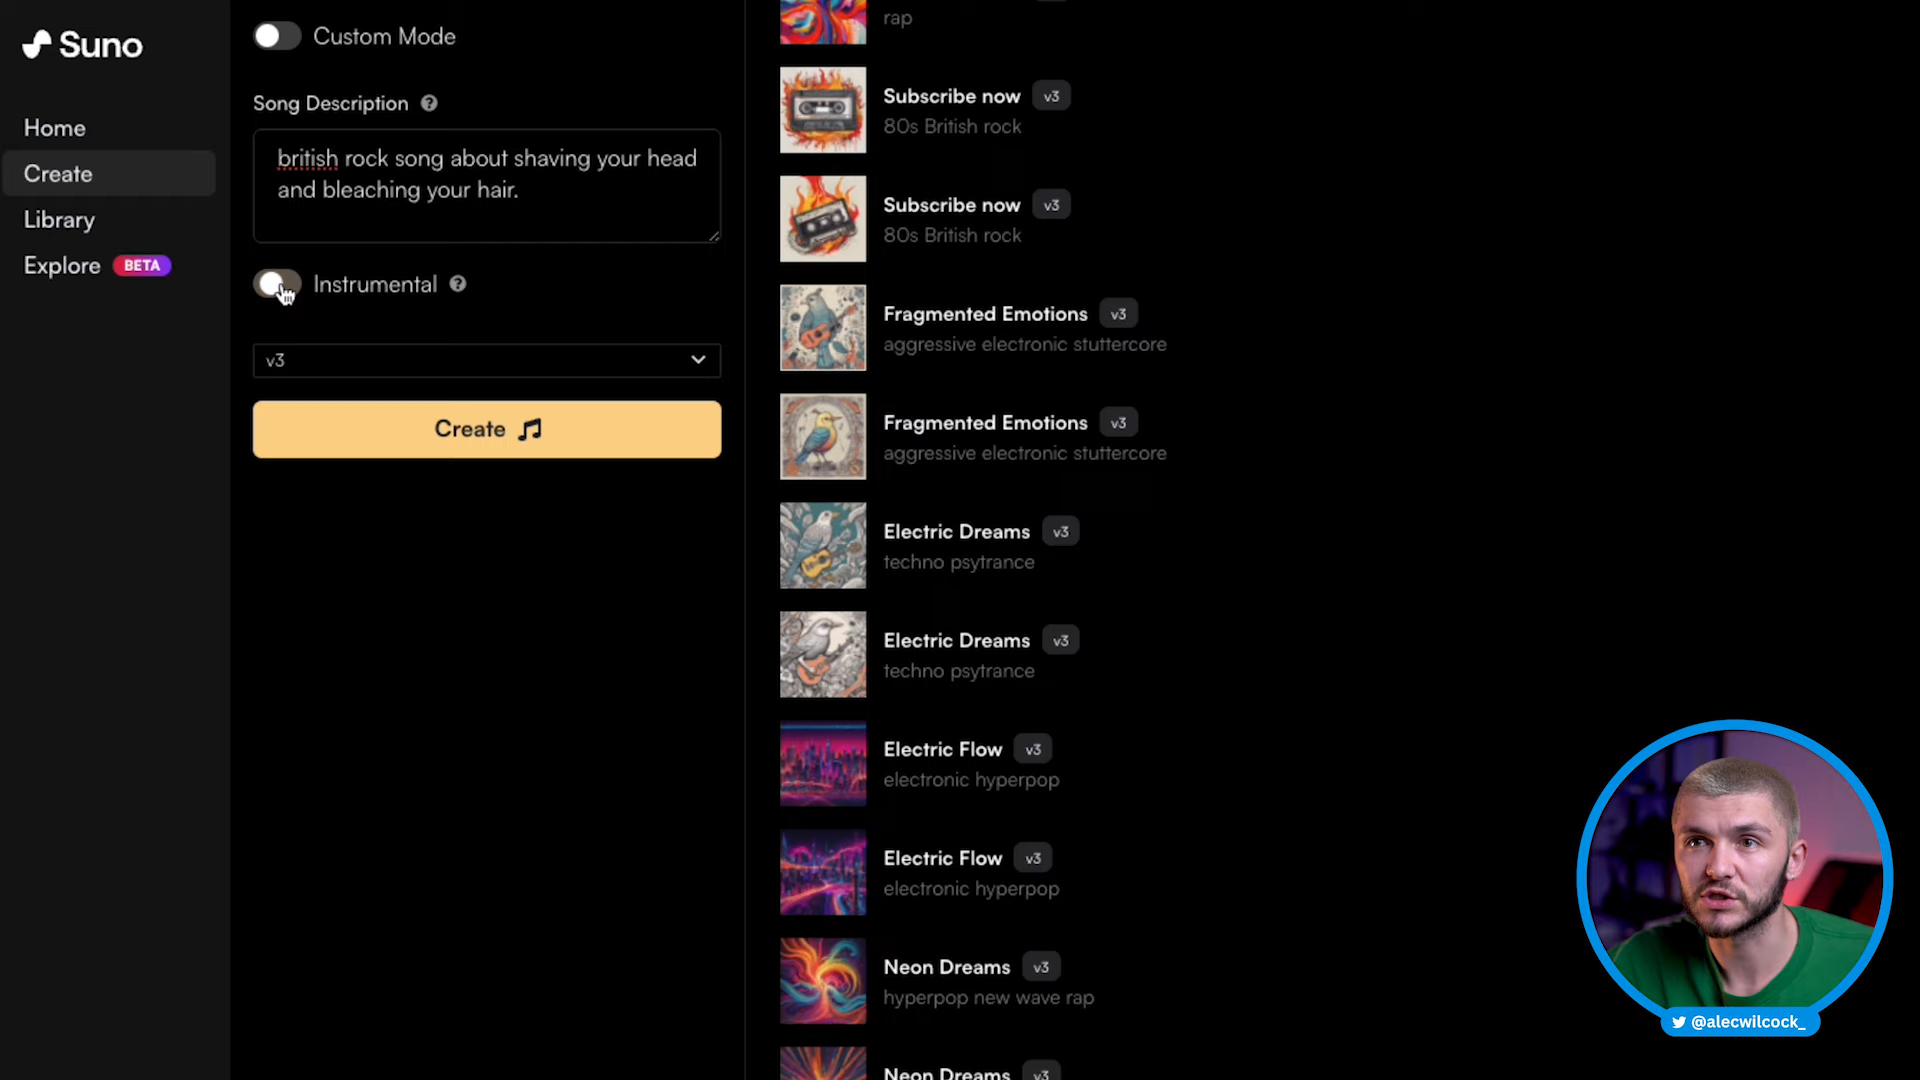 Suno
Home
Create
Library
Explore BETA
Custom Mode
Song Description ?
british rock song about shaving your head
and bleaching your hair.
Instrumental ?
v3
Create
rap
Subscribe now v3
80s British rock
Subscribe now v3
80s British rock
Fragmented Emotions v3
aggressive electronic stuttercore
Fragmented Emotions v3
aggressive electronic stuttercore
Electric Dreams v3
techno psytrance
Electric Dreams v3
techno psytrance
Electric Flow v3
electronic hyperpop
Electric Flow v3
electronic hyperpop
Neon Dreams v3
hyperpop new wave rap
Neon Dreams v3
@alecwilcock_